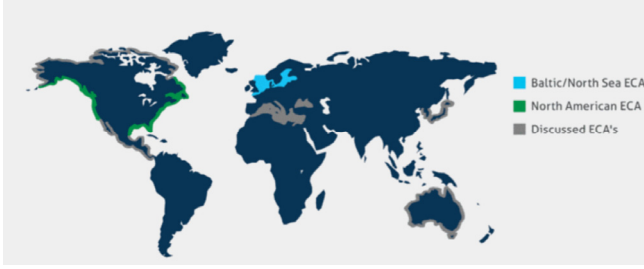 Baltic/North Sea ECA
North American ECA
Discussed ECA's